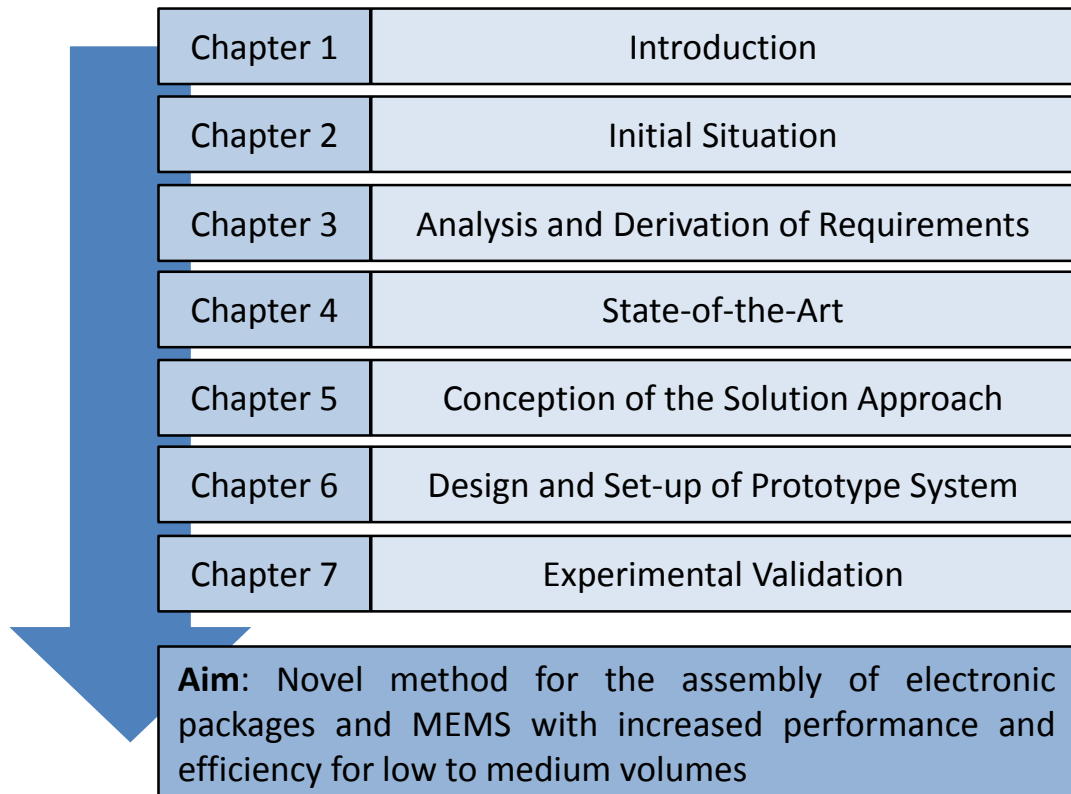 Chapter 1 Introduction
Chapter 2 Initial Situation
Chapter 3 Analysis and Derivation of Requirements
Chapter 4 State-of-the-Art
Chapter 5 Conception of the Solution Approach
Chapter 6 Design and Set-up of Prototype System
Chapter 7 Experimental Validation
Aim: Novel method for the assembly of electronic
packages and MEMS with increased performance and
efficiency for low to medium volumes